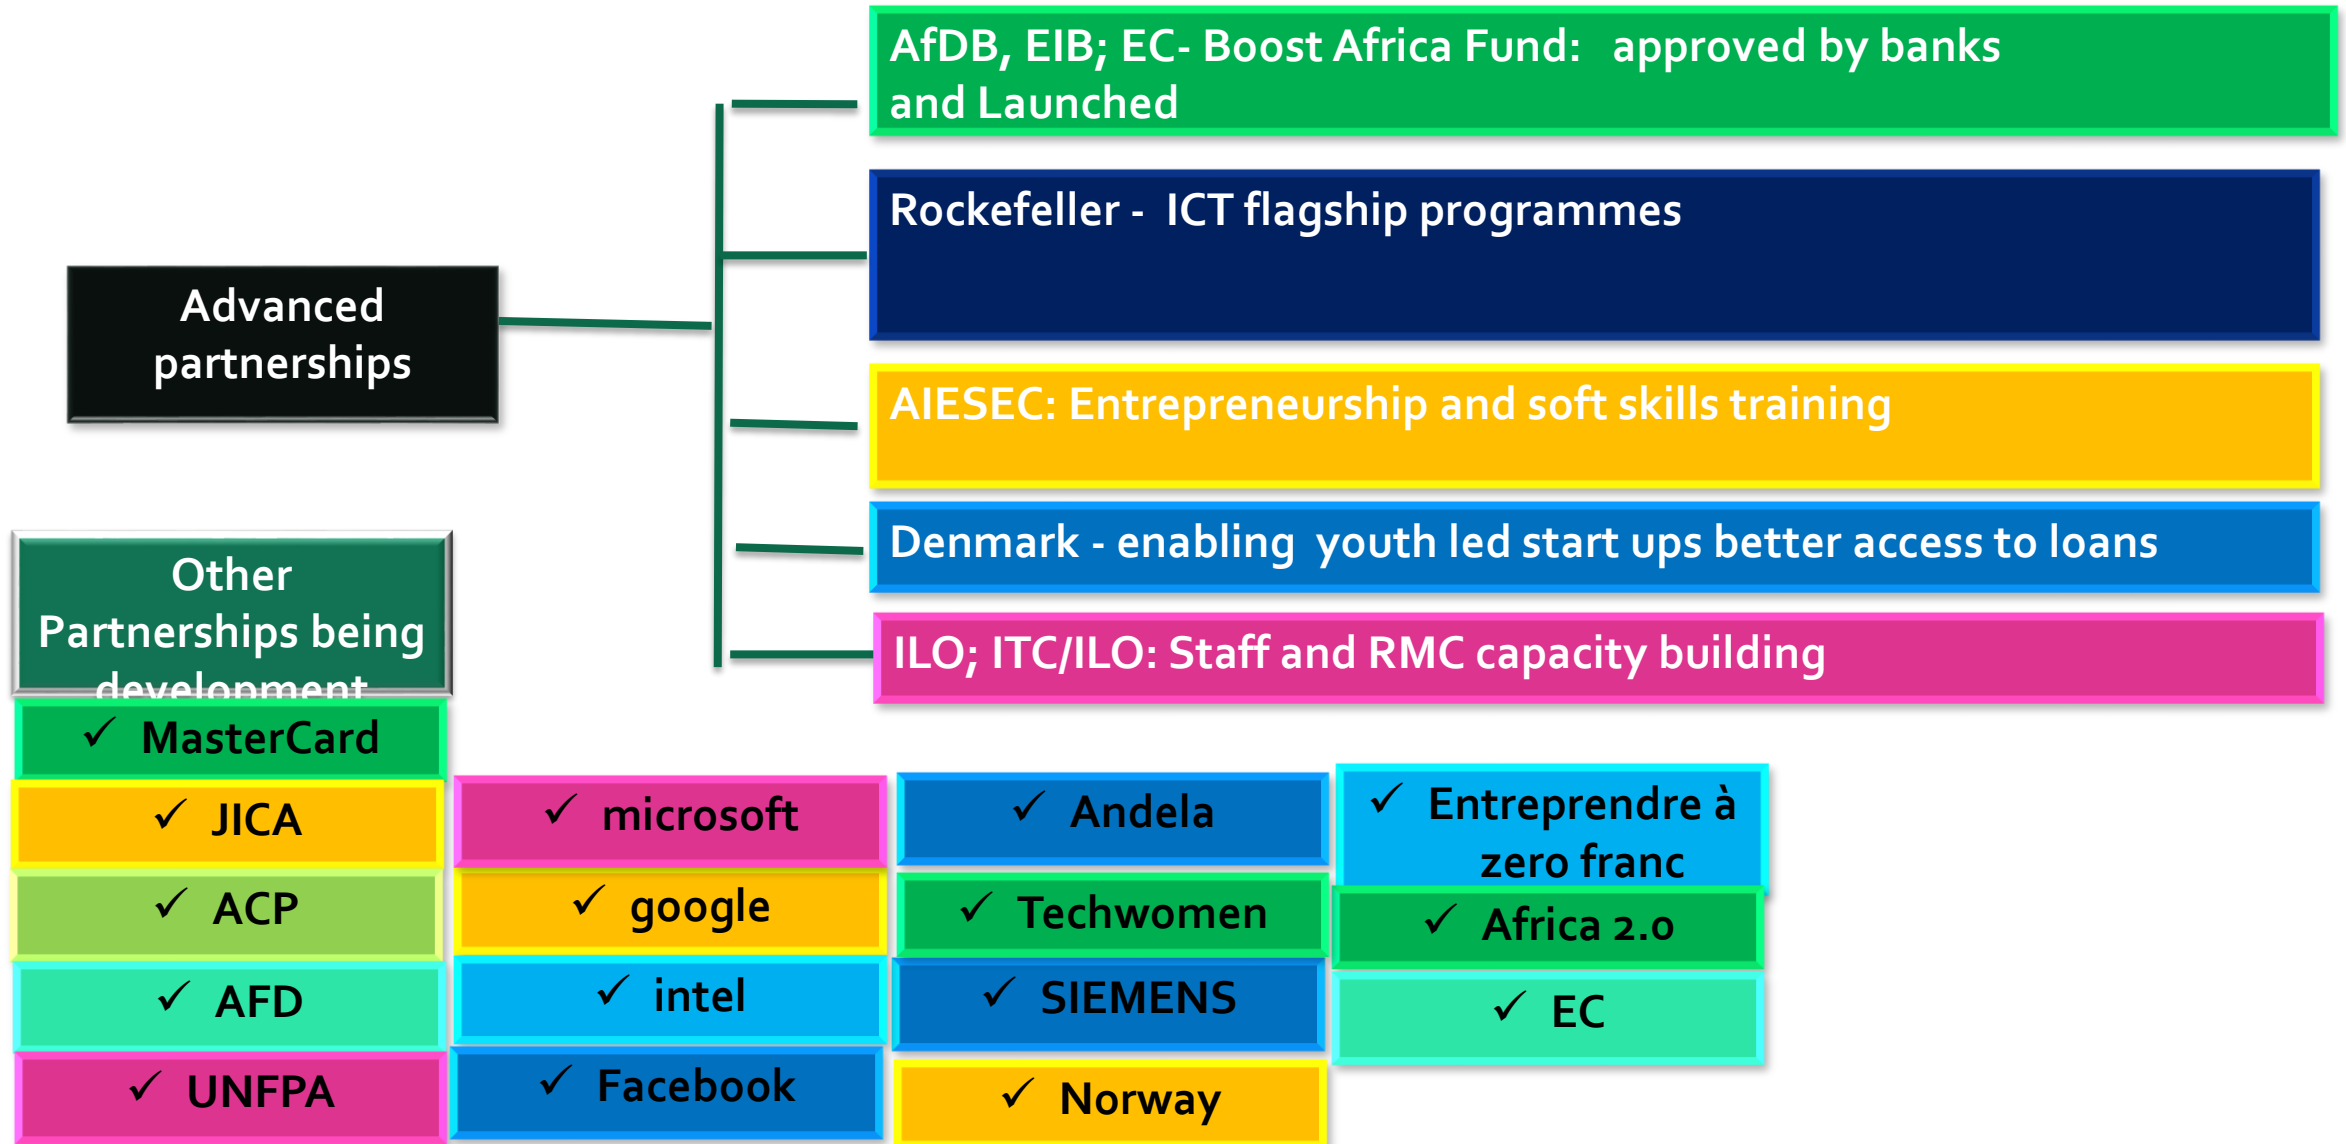 AfDB, EIB; EC- Boost Africa Fund: approved by banks
and Launched
Rockefeller - ICT flagship programmes
Advanced
partnerships
AIESEC: Entrepreneurship and soft skills training
Denmark - enabling youth led start ups better access to loans
ILO; ITC/ILO: Staff and RMC capacity building
Other
Partnerships being
development
✓ MasterCard
✓ JICA
✓ ACP
✓ AFD
✓ UNFPA
✓ microsoft
✓ google
✓ intel
✓ Facebook
✓ Andela
✓ Techwomen
✓ SIEMENS
✓ Norway
✓ Entreprendre à
zero franc
✓ Africa 2.0
✓ EC